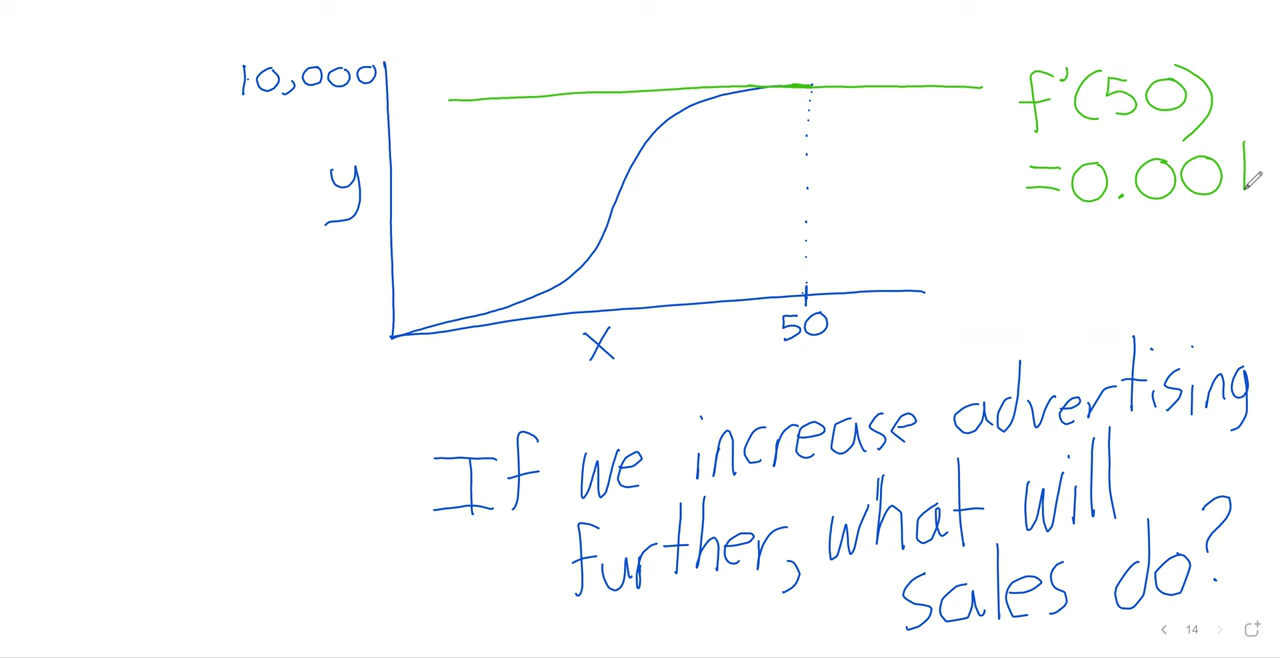 10,000
y
f'(50)
=0.001
50
X
If we increase advertising
further, what will
sales do?
14